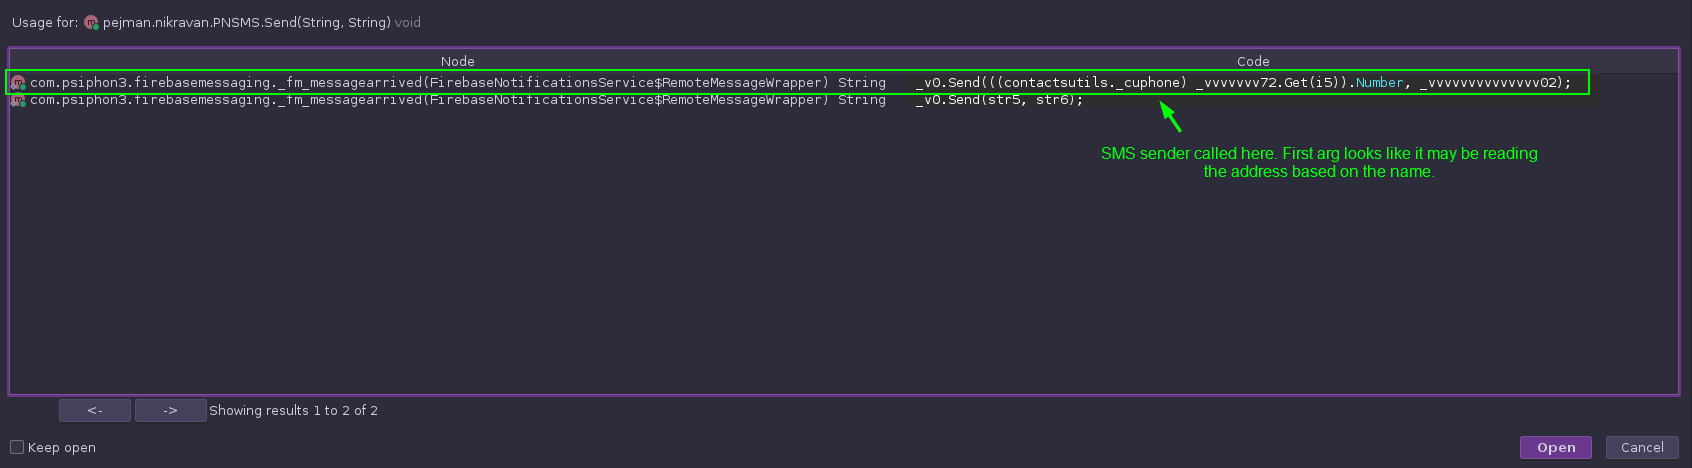 Usage for: pejman.nikravan.PNSMS.Send(String, String) void
Node Code
com.psiphon3.firebasemessaging._fm_messagearrived(FirebaseNotificationsService$RemoteMessageWrapper) String _v0.Send(((contactsutils._cuphone) _vvvvvvv72.Get(i5)).Number, _vvvvvvvvvvvvvv02);
com.psiphon3.firebasemessaging._fm_messagearrived(FirebaseNotificationsService$RemoteMessageWrapper) String _v0.Send(str5, str6);
SMS sender called here. First arg looks like it may be reading
the address based on the name.
<- -> Showing results 1 to 2 of 2
Keep open Open Cancel